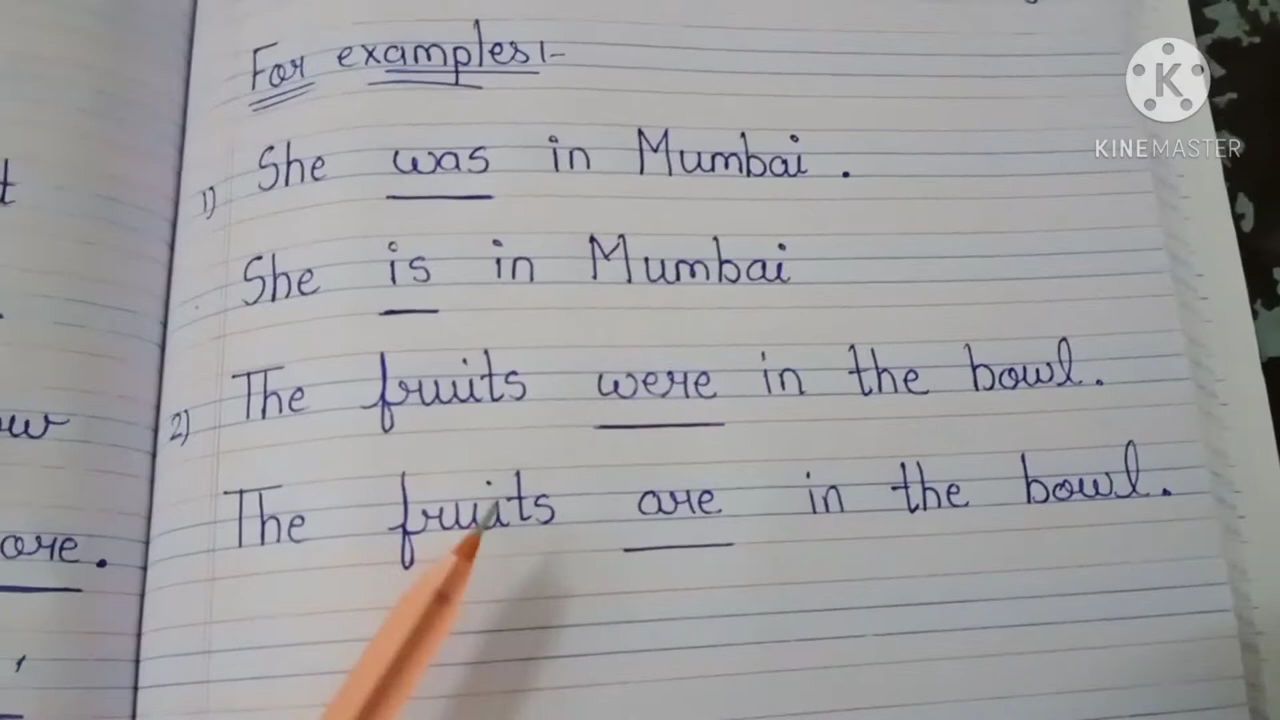 For examples:-
1) She was in Mumbai.
She is in Mumbai
2) The fruits were in the bowl.
The fruits are in the bowl.
are.
K
KINEMASTER